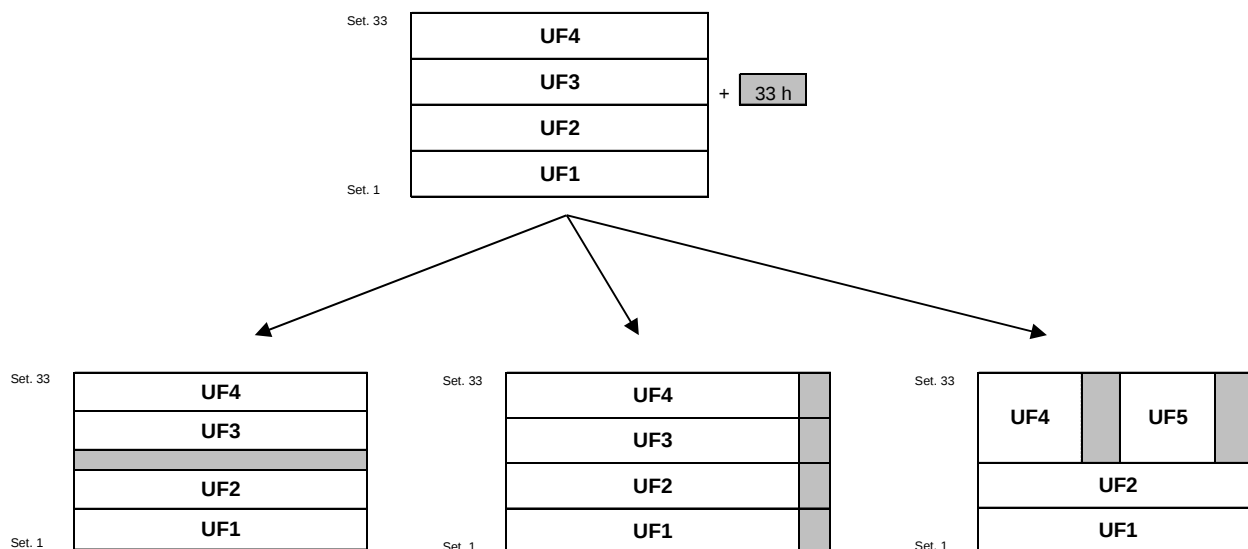 Set. 33
UF4
UF3
+ 33 h
UF2
UF1
Set. 1
Set. 33
UF4
UF3
UF2
UF1
Set. 1
Set. 33
UF4
UF3
UF2
UF1
Set. 1
Set. 33
UF4 UF5
UF2
UF1
Set. 1